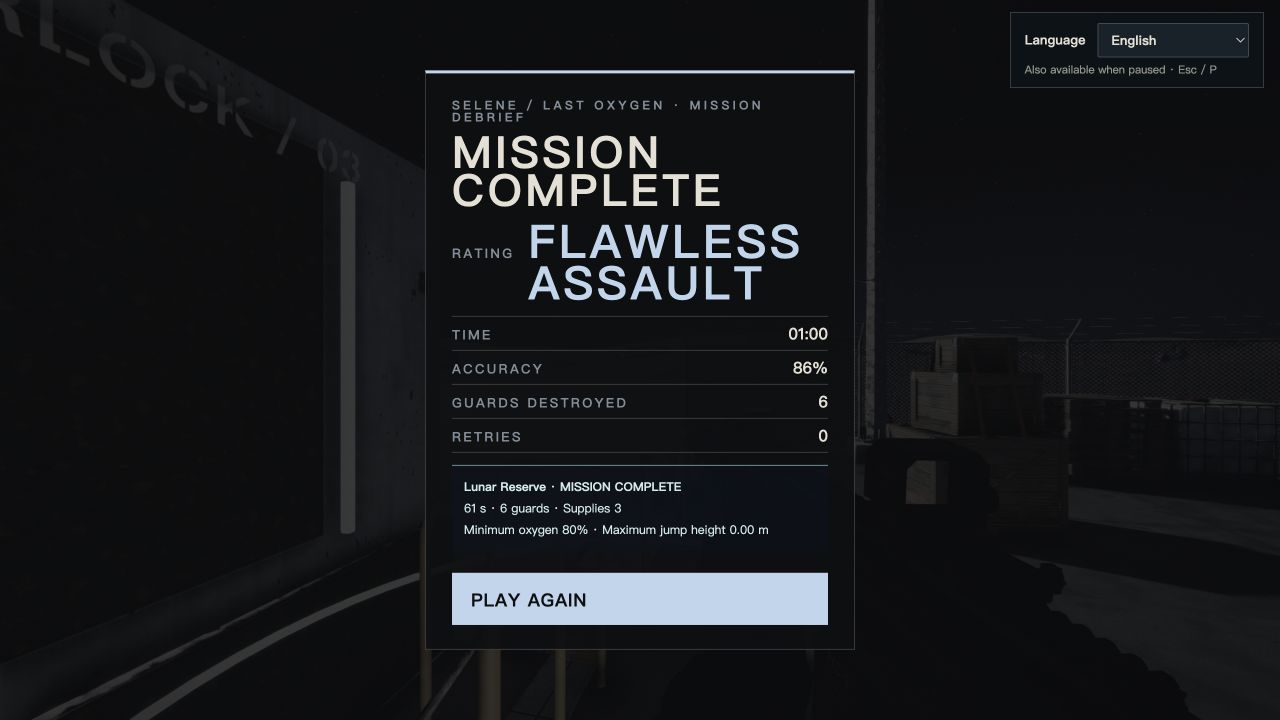 RLOCK / 03
Language
English
Also available when paused · Esc / P
SELENE / LAST OXYGEN · MISSION
DEBRIEF
MISSION
COMPLETE
RATING
FLAWLESS
ASSAULT
TIME 01:00
ACCURACY 86%
GUARDS DESTROYED 6
RETRIES 0
Lunar Reserve · MISSION COMPLETE
61 s · 6 guards · Supplies 3
Minimum oxygen 80% · Maximum jump height 0.00 m
PLAY AGAIN